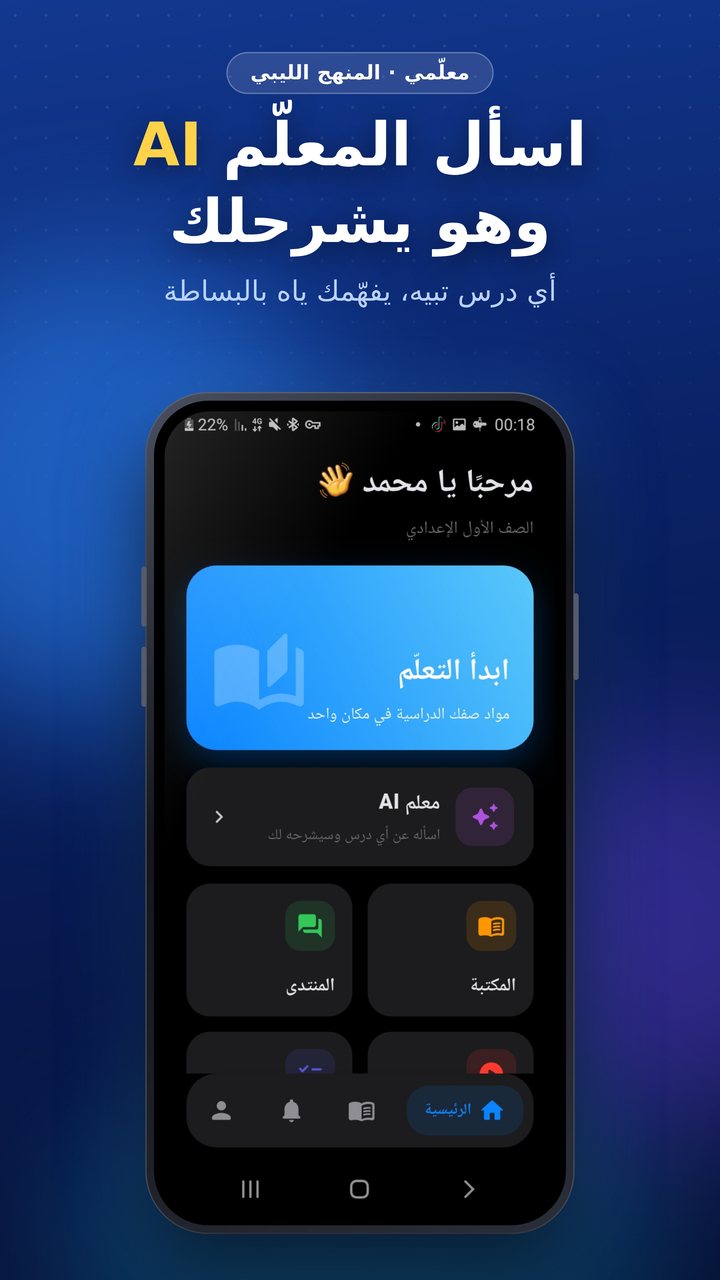 معلّمي · المنهج الليبي
اسأل المعلّم AI
وهو يشرحلك
أي درس تبيه، يفهّمك ياه بالبساطة
22% 4G 00:18
مرحبًا يا محمد 👋
الصف الأول الإعدادي
ابدأ التعلّم
مواد صفك الدراسية في مكان واحد
معلم AI
اسأله عن أي درس وسيشرحه لك
المكتبة
المنتدى
الرئيسية